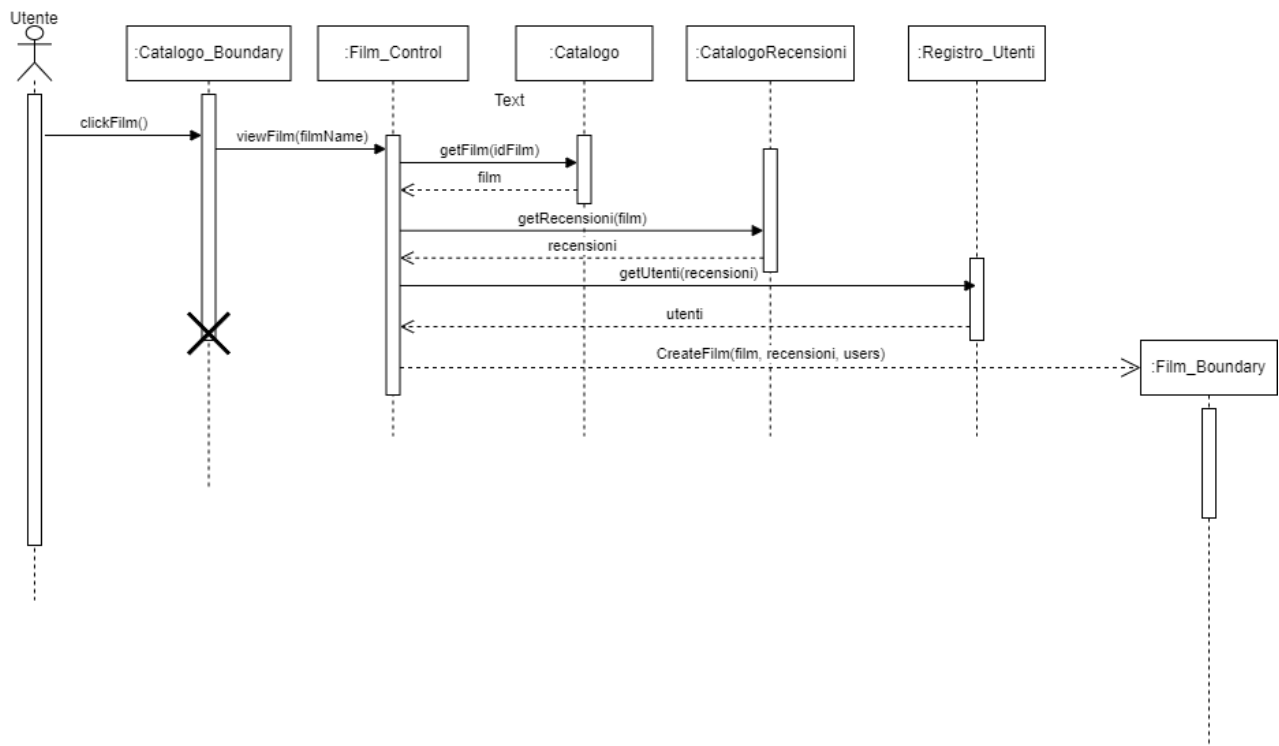 Utente
:Catalogo_Boundary
:Film_Control
:Catalogo
:CatalogoRecensioni
:Registro_Utenti
Text
clickFilm()
viewFilm(filmName)
getFilm(idFilm)
film
getRecensioni(film)
recensioni
getUtenti(recensioni)
utenti
CreateFilm(film, recensioni, users)
:Film_Boundary